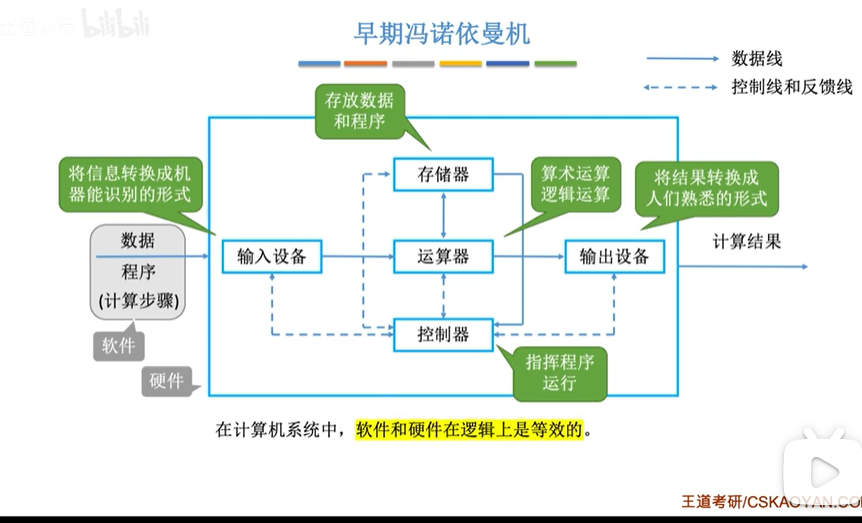 bilibili
早期冯诺依曼机
数据线
控制线和反馈线
存放数据
和程序
将信息转换成机
器能识别的形式
存储器
算术运算
逻辑运算
将结果转换成
人们熟悉的形式
数据
程序
(计算步骤)
输入设备
运算器
输出设备
计算结果
软件
硬件
控制器
指挥程序
运行
在计算机系统中，软件和硬件在逻辑上是等效的。
王道考研/CSKAOYAN.CO